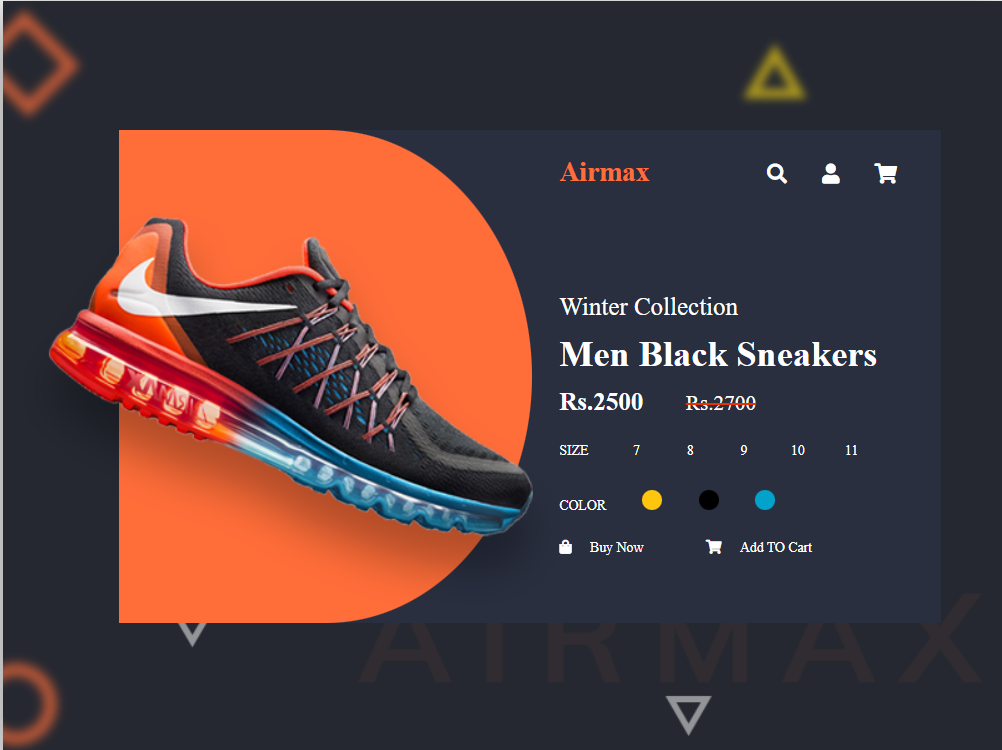 Airmax
Winter Collection
Men Black Sneakers
Rs.2500 Rs.2700
SIZE 7 8 9 10 11
COLOR
Buy Now Add TO Cart
AIRMAX